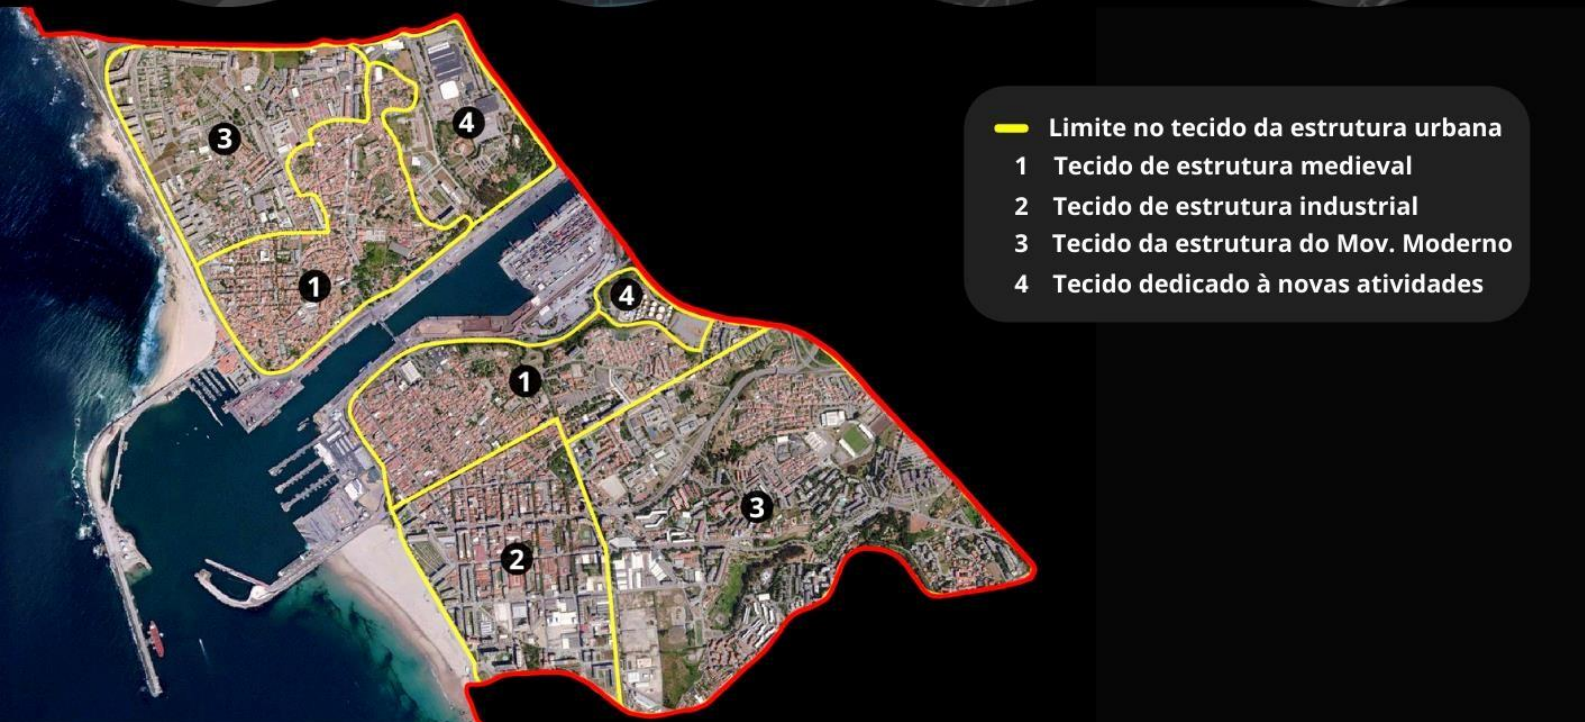 3
4
1
4
1
3
2
Limite no tecido da estrutura urbana
1 Tecido de estrutura medieval
2 Tecido de estrutura industrial
3 Tecido da estrutura do Mov. Moderno
4 Tecido dedicado à novas atividades